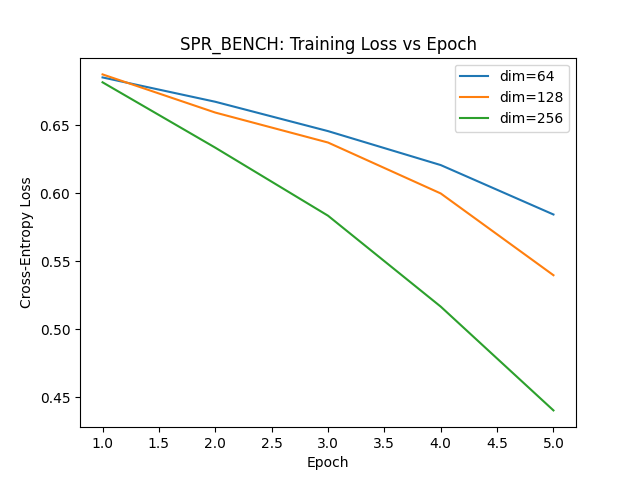 SPR_BENCH: Training Loss vs Epoch
dim=64
dim=128
dim=256
Cross-Entropy Loss
0.65
0.60
0.55
0.50
0.45
1.0 1.5 2.0 2.5 3.0 3.5 4.0 4.5 5.0
Epoch